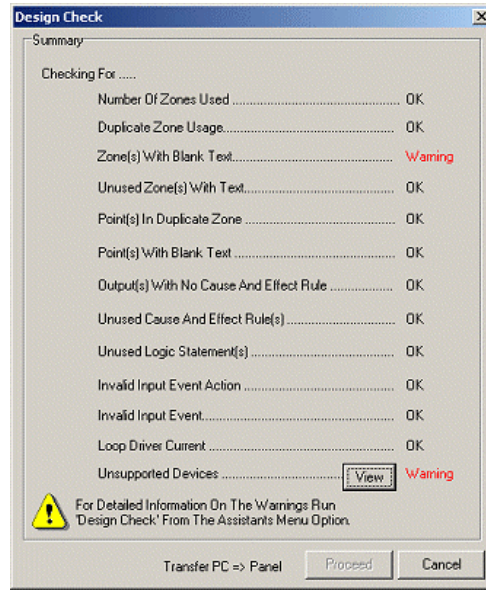 Design Check
Summary
Checking For .....
Number Of Zones Used ........ OK
Duplicate Zone Usage........ OK
Zone(s) With Blank Text........ Warning
Unused Zone(s) With Text........ OK
Point(s) In Duplicate Zone ........ OK
Point(s) With Blank Text ........ OK
Output(s) With No Cause And Effect Rule ........ OK
Unused Cause And Effect Rule(s) ........ OK
Unused Logic Statement(s) ........ OK
Invalid Input Event Action ........ OK
Invalid Input Event........ OK
Loop Driver Current ........ OK
Unsupported Devices ........ View Warning
For Detailed Information On The Warnings Run
'Design Check' From The Assistants Menu Option.
Transfer PC => Panel Proceed Cancel